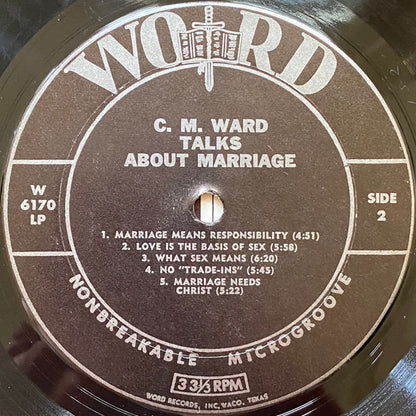 WORD
C. M. WARD
TALKS
ABOUT MARRIAGE
W
6170
LP
SIDE
2
1. MARRIAGE MEANS RESPONSIBILITY (4:51)
2. LOVE IS THE BASIS OF SEX (5:58)
3. WHAT SEX MEANS (6:20)
4. NO "TRADE-INS" (5:45)
5. MARRIAGE NEEDS
CHRIST (5:22)
NONBREAKABLE MICROGROOVE
33⅓ RPM
WORD RECORDS, INC, WACO, TEXAS